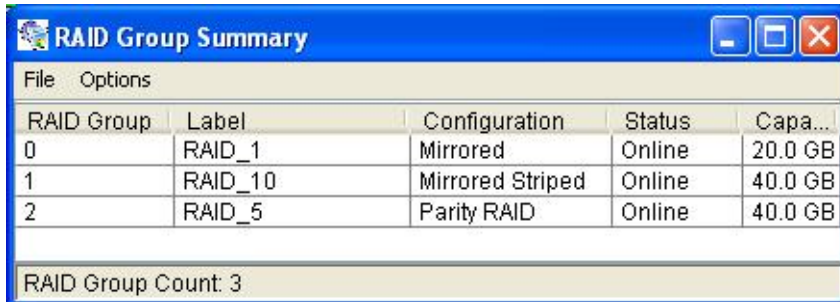 RAID Group Summary
File Options
RAID Group Label Configuration Status Capa...
0 RAID_1 Mirrored Online 20.0 GB
1 RAID_10 Mirrored Striped Online 40.0 GB
2 RAID_5 Parity RAID Online 40.0 GB
RAID Group Count: 3